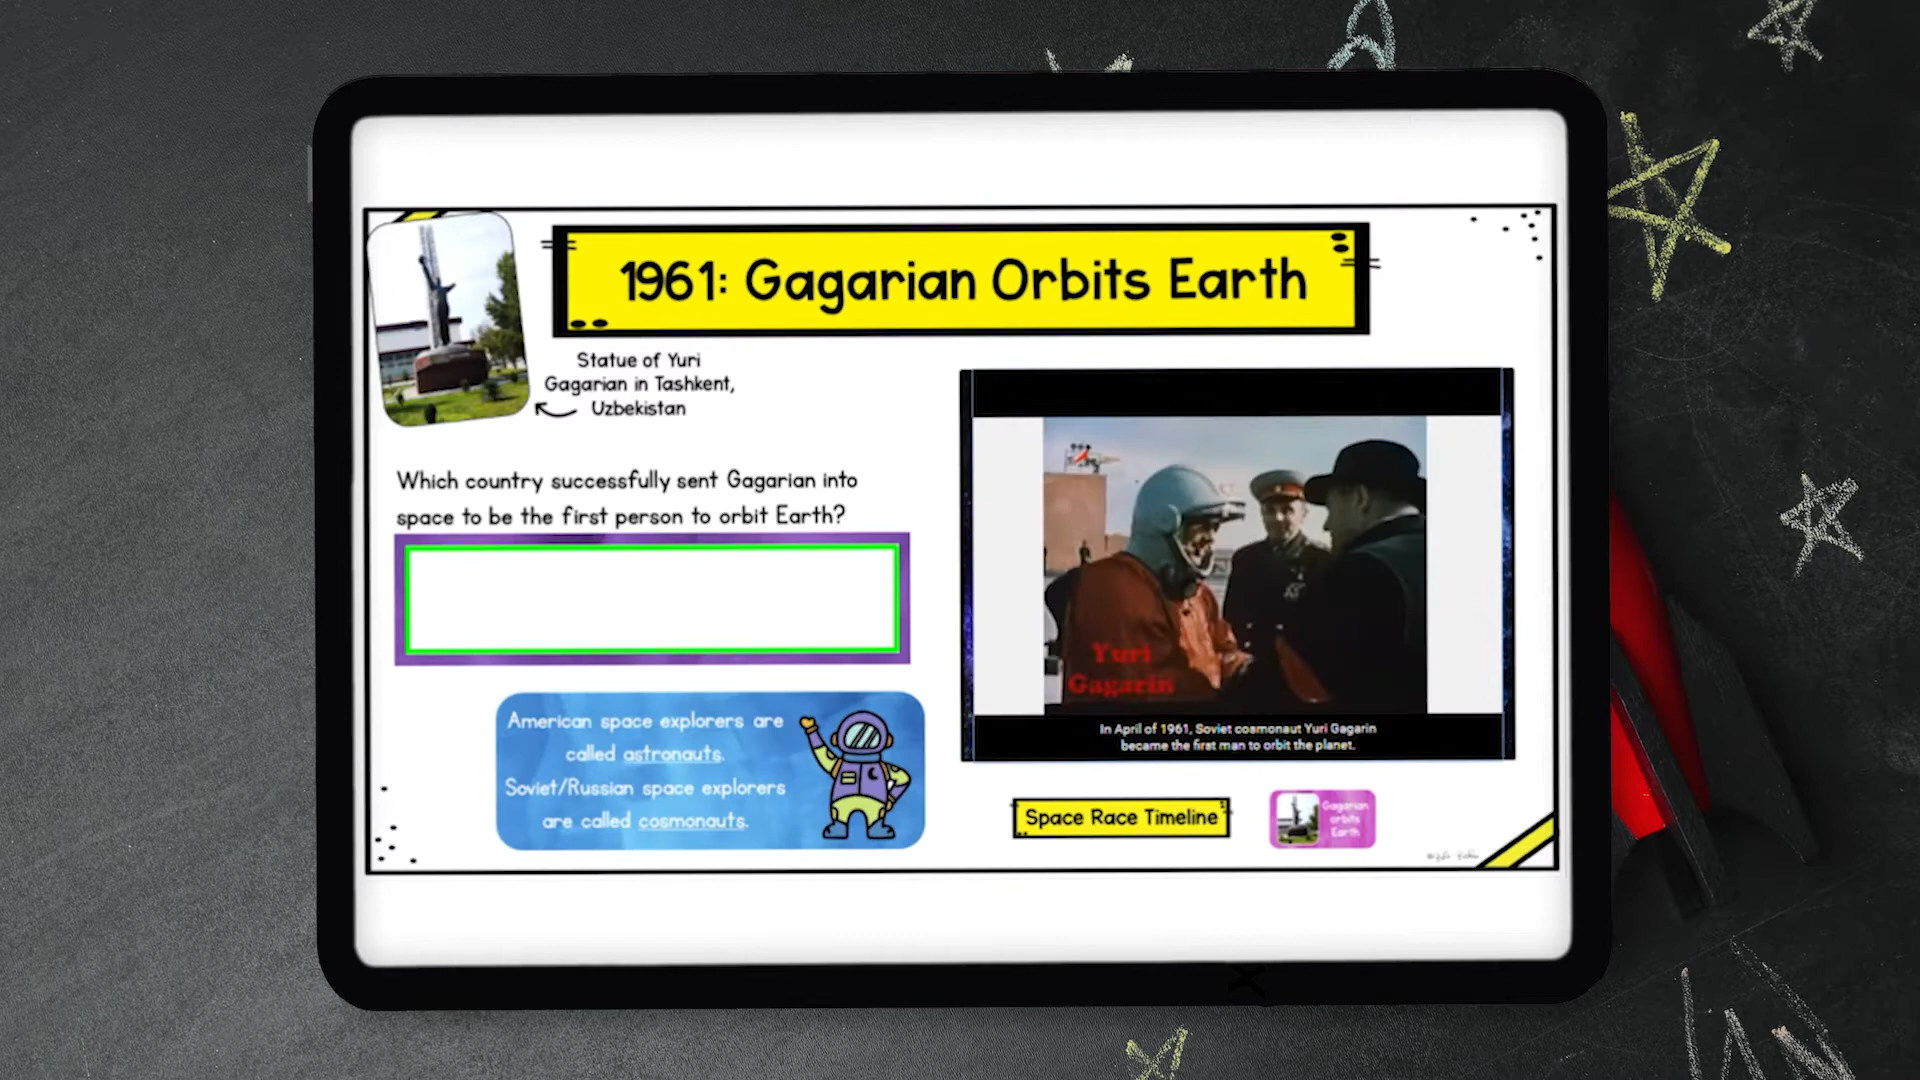 1961: Gagarian Orbits Earth
Statue of Yuri
Gagarian in Tashkent,
Uzbekistan
Which country successfully sent Gagarian into
space to be the first person to orbit Earth?
American space explorers are
called astronauts.
Soviet/Russian space explorers
are called cosmonauts.
Yuri
Gagarin
In April of 1961, Soviet cosmonaut Yuri Gagarin
became the first man to orbit the planet.
Space Race Timeline
Gagarian
orbits
Earth